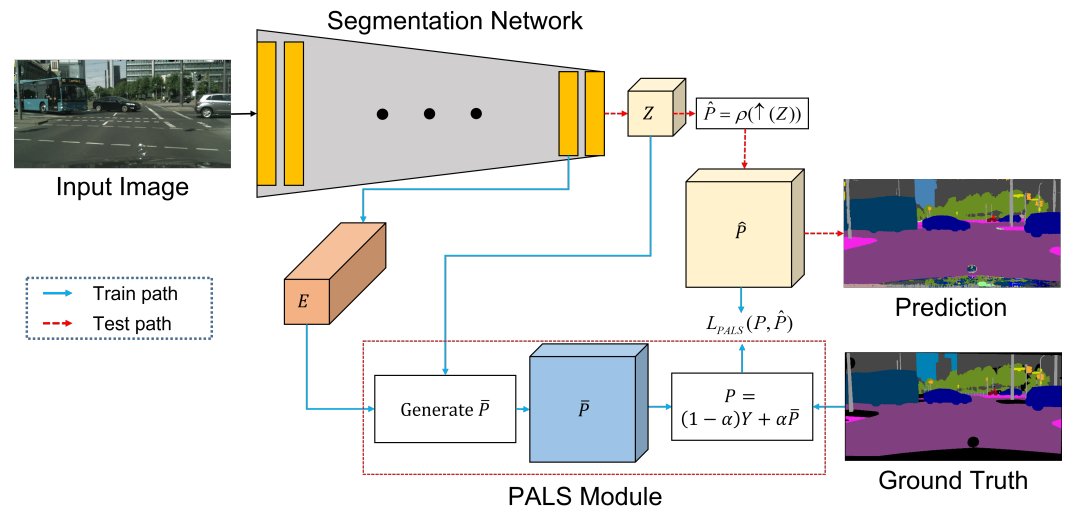 Segmentation Network
Input Image
Z
P̂ = ρ(↑(Z))
P̂
Prediction
E
Train path
Test path
L_PALS(P, P̂)
Generate P̄
P̄
P =
(1 − α)Y + αP̄
Ground Truth
PALS Module